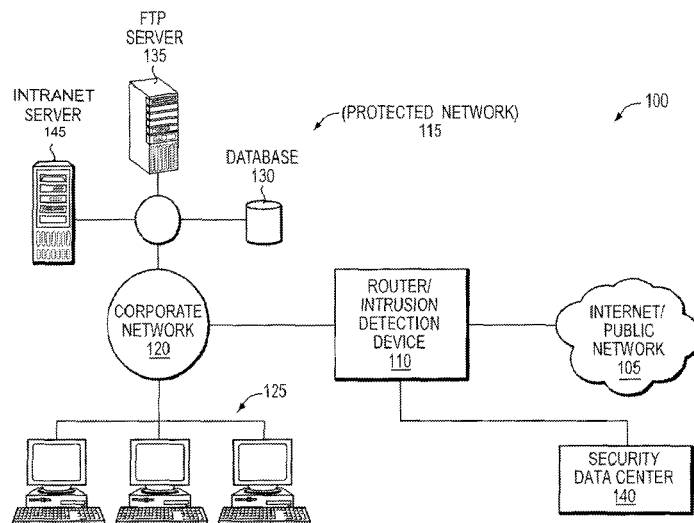 FTP
SERVER
135
INTRANET
SERVER
145
(PROTECTED NETWORK)
115
100
DATABASE
130
CORPORATE
NETWORK
120
ROUTER/
INTRUSION
DETECTION
DEVICE
110
INTERNET/
PUBLIC
NETWORK
105
125
SECURITY
DATA CENTER
140